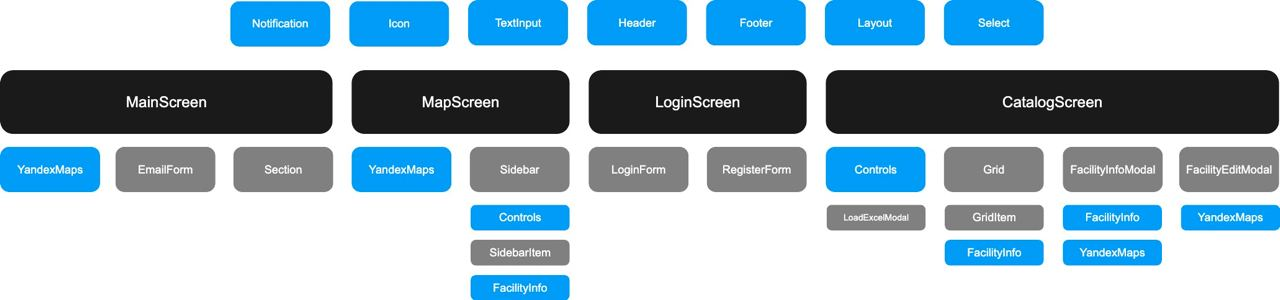 Notification Icon TextInput Header Footer Layout Select
MainScreen MapScreen LoginScreen CatalogScreen
YandexMaps EmailForm Section YandexMaps Sidebar LoginForm RegisterForm Controls Grid FacilityInfoModal FacilityEditModal
Controls LoadExcelModal GridItem FacilityInfo YandexMaps
SidebarItem FacilityInfo YandexMaps
FacilityInfo